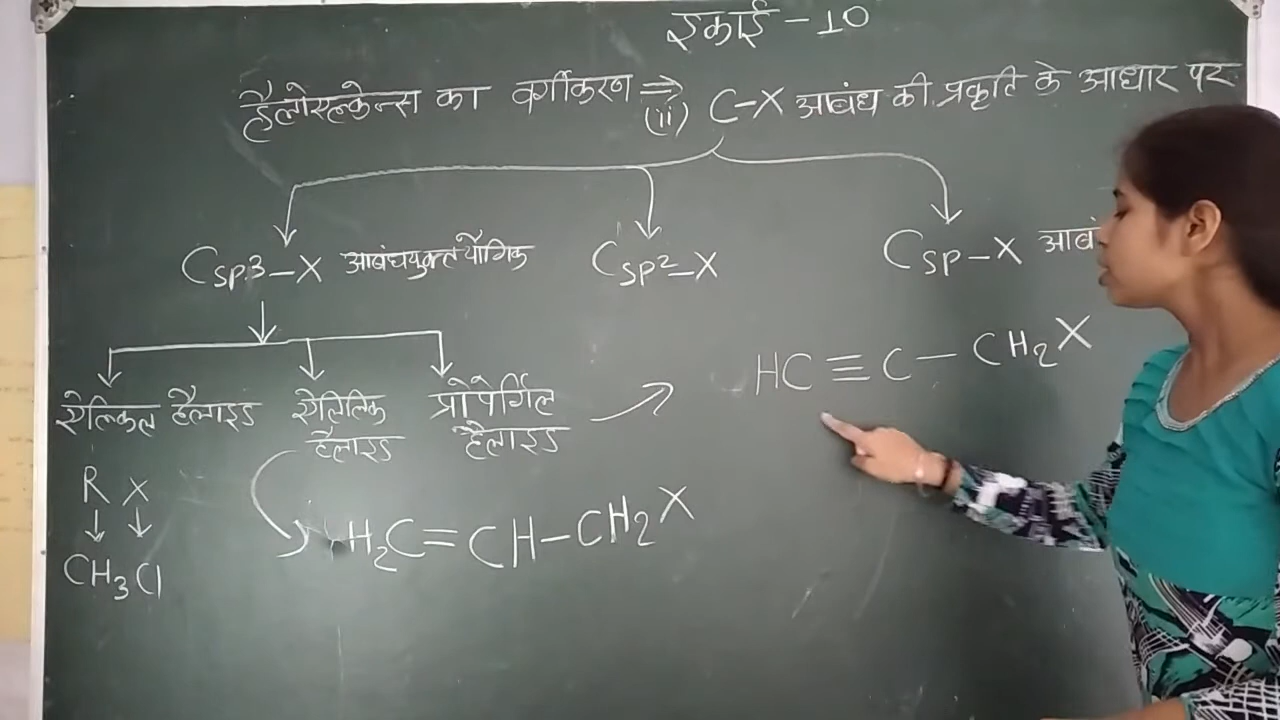 इकाई - 10
हैलोएल्केन्स का वर्गीकरण ⇒ (ii) C-X आबंध की प्रकृति के आधार पर
Csp³-X आबंधयुक्त यौगिक
Csp²-X
Csp-X
ऐल्किल हैलाइड
ऐलिलिक हैलाइड
प्रोपेर्गिल हैलाइड
HC≡C-CH₂X
R X
CH₃Cl
H₂C=CH-CH₂X